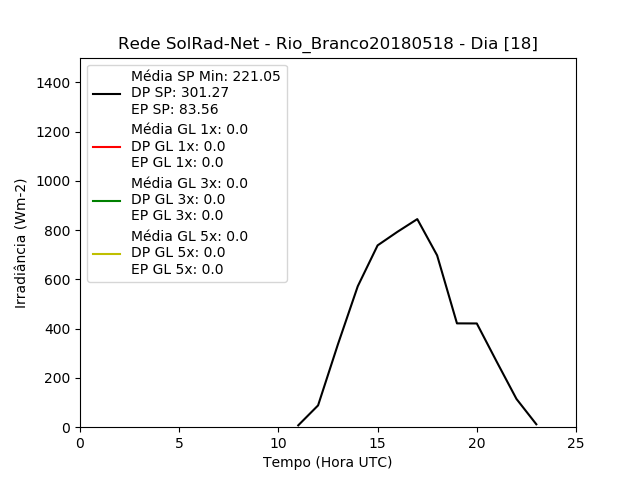 Rede SolRad-Net - Rio_Branco20180518 - Dia [18]
Média SP Min: 221.05
DP SP: 301.27
EP SP: 83.56
Média GL 1x: 0.0
DP GL 1x: 0.0
EP GL 1x: 0.0
Média GL 3x: 0.0
DP GL 3x: 0.0
EP GL 3x: 0.0
Média GL 5x: 0.0
DP GL 5x: 0.0
EP GL 5x: 0.0
Irradiância (Wm-2)
1400
1200
1000
800
600
400
200
0
0 5 10 15 20 25
Tempo (Hora UTC)